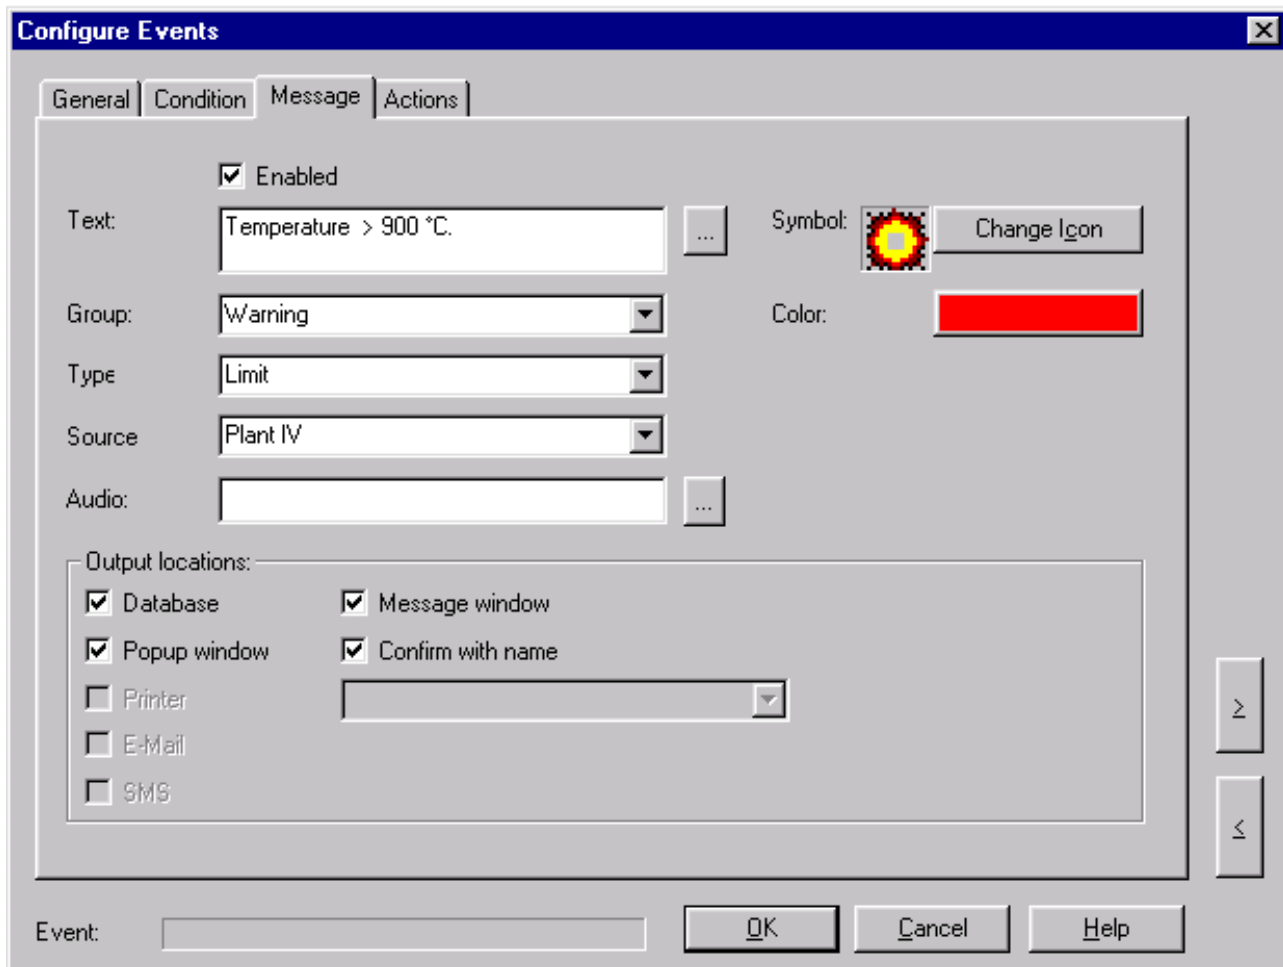 Configure Events
General Condition Message Actions
Enabled
Text: Temperature > 900 °C. ... Symbol: Change Icon
Group: Warning Color:
Type Limit
Source Plant IV
Audio: ...
Output locations:
Database Message window
Popup window Confirm with name
Printer
E-Mail
SMS
>
<
Event: OK Cancel Help